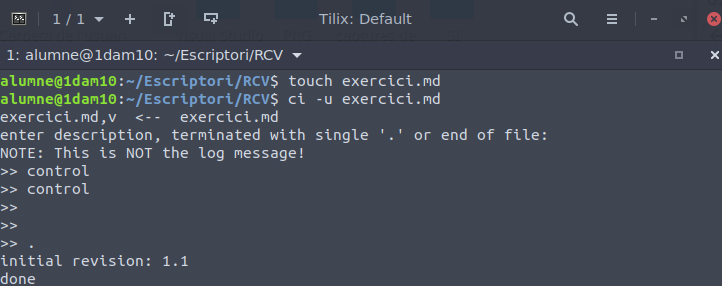 1 / 1
Tilix: Default
1: alumne@1dam10: ~/Escriptori/RCV
alumne@1dam10:~/Escriptori/RCV$ touch exercici.md
alumne@1dam10:~/Escriptori/RCV$ ci -u exercici.md
exercici.md,v  <--  exercici.md
enter description, terminated with single '.' or end of file:
NOTE: This is NOT the log message!
>> control
>> control
>>
>>
>> .
initial revision: 1.1
done